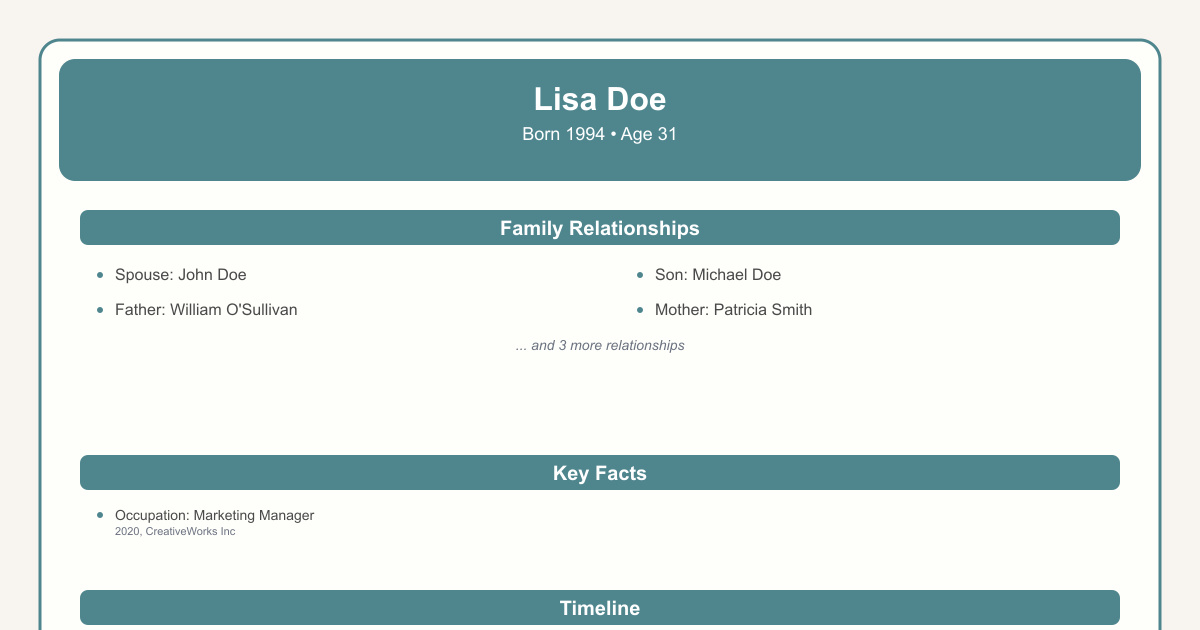 Lisa Doe
Born 1994 • Age 31
Family Relationships
• Spouse: John Doe
• Son: Michael Doe
• Father: William O'Sullivan
• Mother: Patricia Smith
... and 3 more relationships
Key Facts
• Occupation: Marketing Manager
2020, CreativeWorks Inc
Timeline